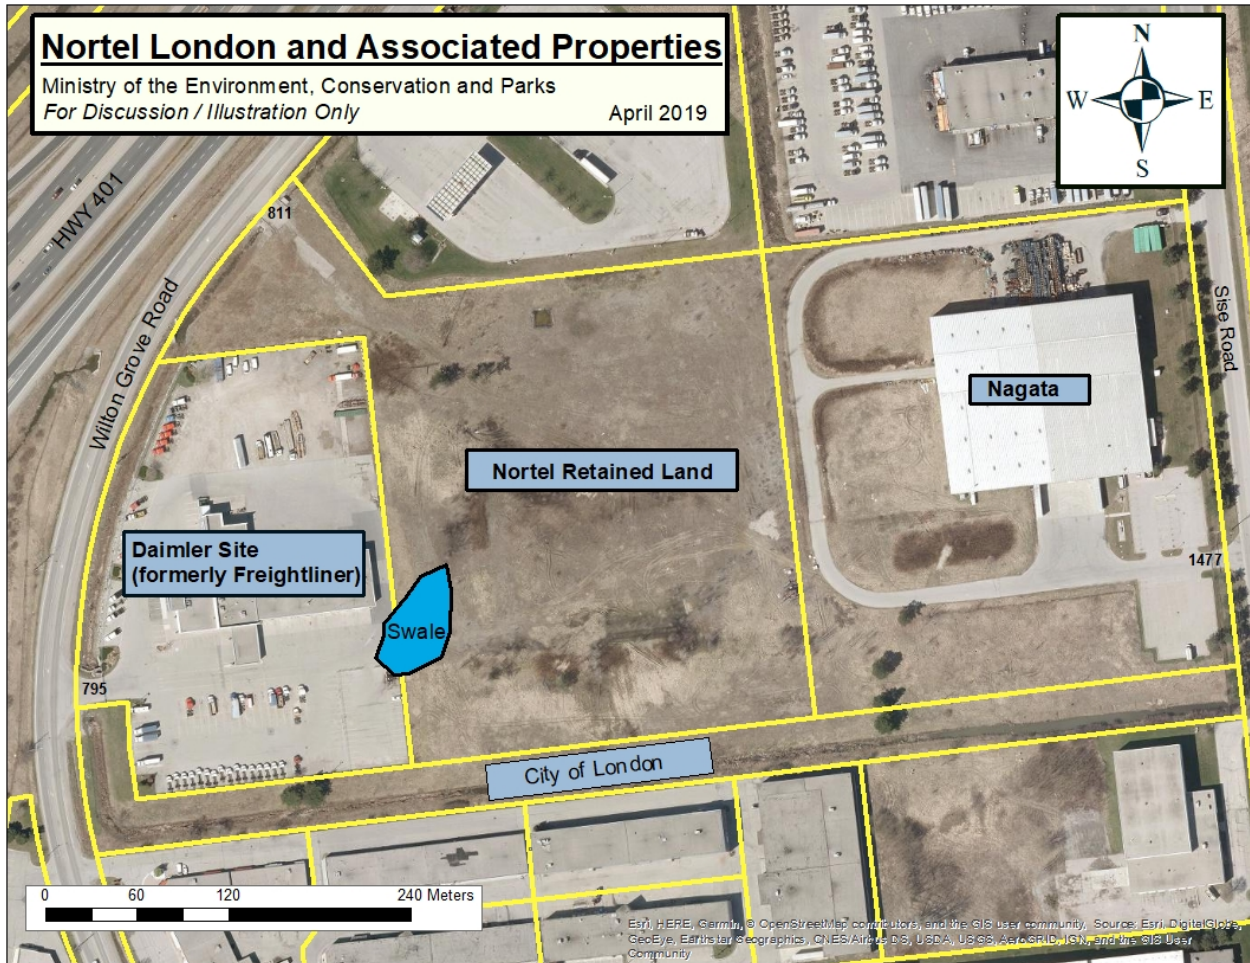 Nortel London and Associated Properties
Ministry of the Environment, Conservation and Parks
For Discussion / Illustration Only April 2019
N
W E
S
HWY 401
811
Wilton Grove Road
Sise Road
Nagata
Nortel Retained Land
Daimler Site
(formerly Freightliner)
1477
Swale
795
City of London
0 60 120 240 Meters
Esri, HERE, Garmin, © OpenStreetMap contributors, and the GIS user community, Source: Esri, DigitalGlobe,
GeoEye, Earthstar Geographics, CNES/Airbus DS, USDA, USGS, AeroGRID, IGN, and the GIS User
Community